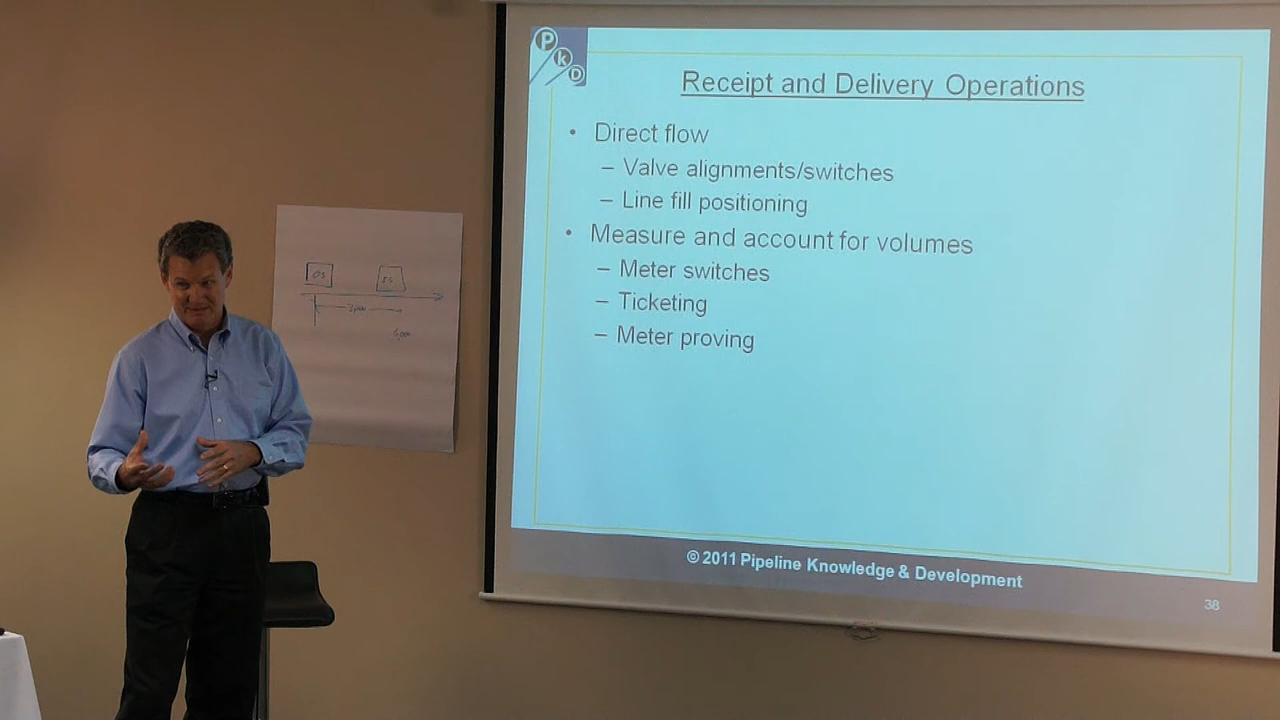 P
k
D
Receipt and Delivery Operations
• Direct flow
– Valve alignments/switches
– Line fill positioning
• Measure and account for volumes
– Meter switches
– Ticketing
– Meter proving
© 2011 Pipeline Knowledge & Development
38